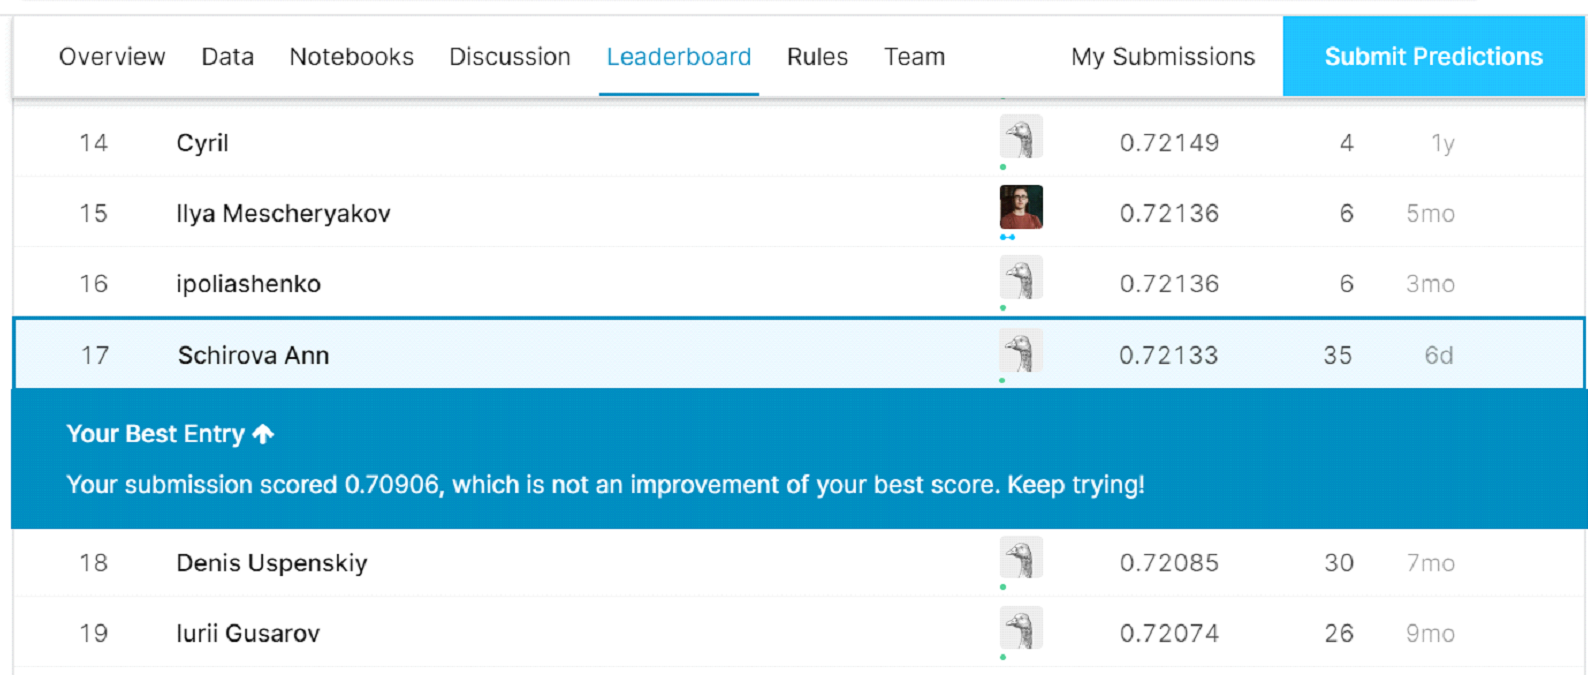 Overview Data Notebooks Discussion Leaderboard Rules Team My Submissions Submit Predictions
14 Cyril 0.72149 4 1y
15 Ilya Mescheryakov 0.72136 6 5mo
16 ipoliashenko 0.72136 6 3mo
17 Schirova Ann 0.72133 35 6d
Your Best Entry
Your submission scored 0.70906, which is not an improvement of your best score. Keep trying!
18 Denis Uspenskiy 0.72085 30 7mo
19 Iurii Gusarov 0.72074 26 9mo